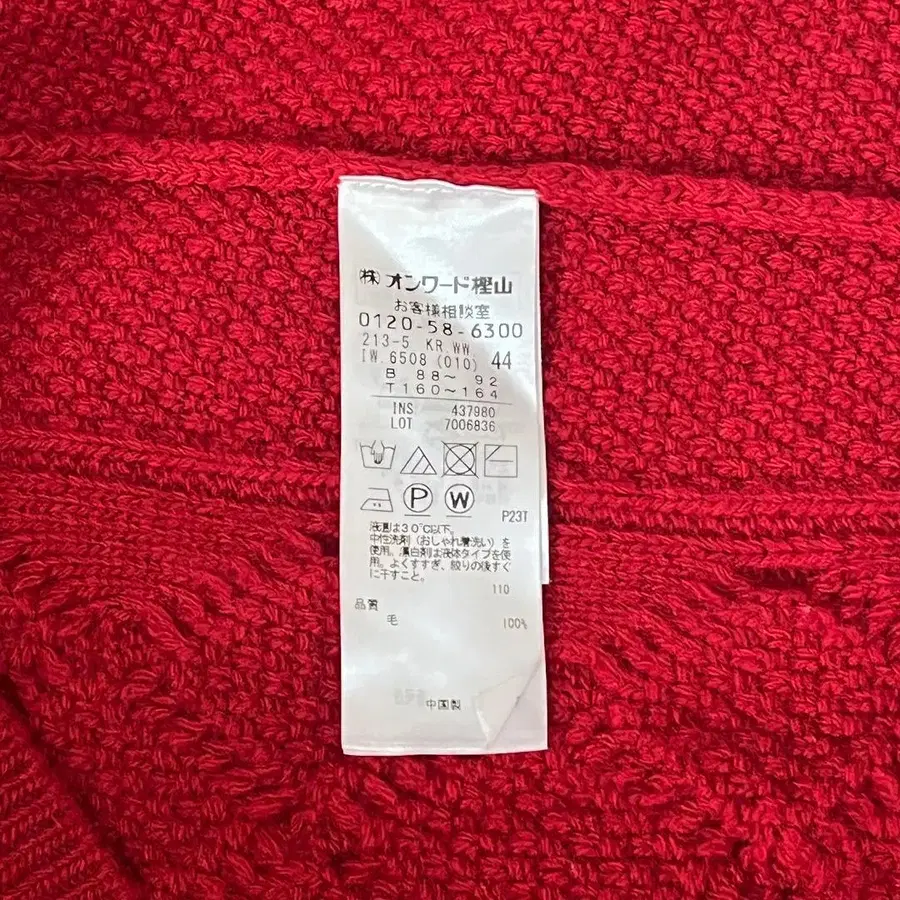 (株) オンワード樫山
お客様相談室
0120-58-6300
213-5 KR.WW.
IW.6508 (010) 44
B 88～ 92
T 160～164
INS 437980
LOT 7006836
P W
P23T
液温は30℃以下。
中性洗剤（おしゃれ着洗い）を
使用。漂白剤は液体タイプを使
用。よくすすぎ、絞りの後すぐ
に干すこと。
110
品質
毛 100%
中国製